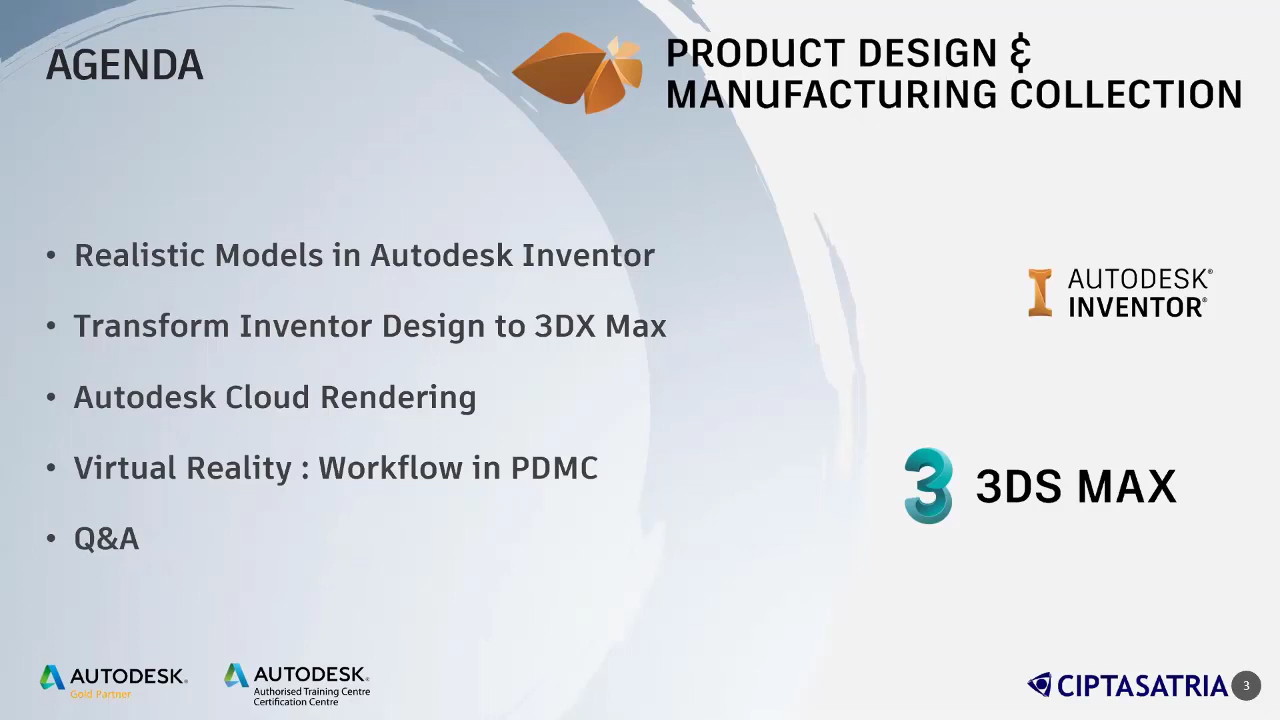 AGENDA
PRODUCT DESIGN &
MANUFACTURING COLLECTION
• Realistic Models in Autodesk Inventor
• Transform Inventor Design to 3DX Max
• Autodesk Cloud Rendering
• Virtual Reality : Workflow in PDMC
• Q&A
AUTODESK®
INVENTOR®
3DS MAX
AUTODESK®
Gold Partner
AUTODESK®
Authorised Training Centre
Certification Centre
CIPTASATRIA
3